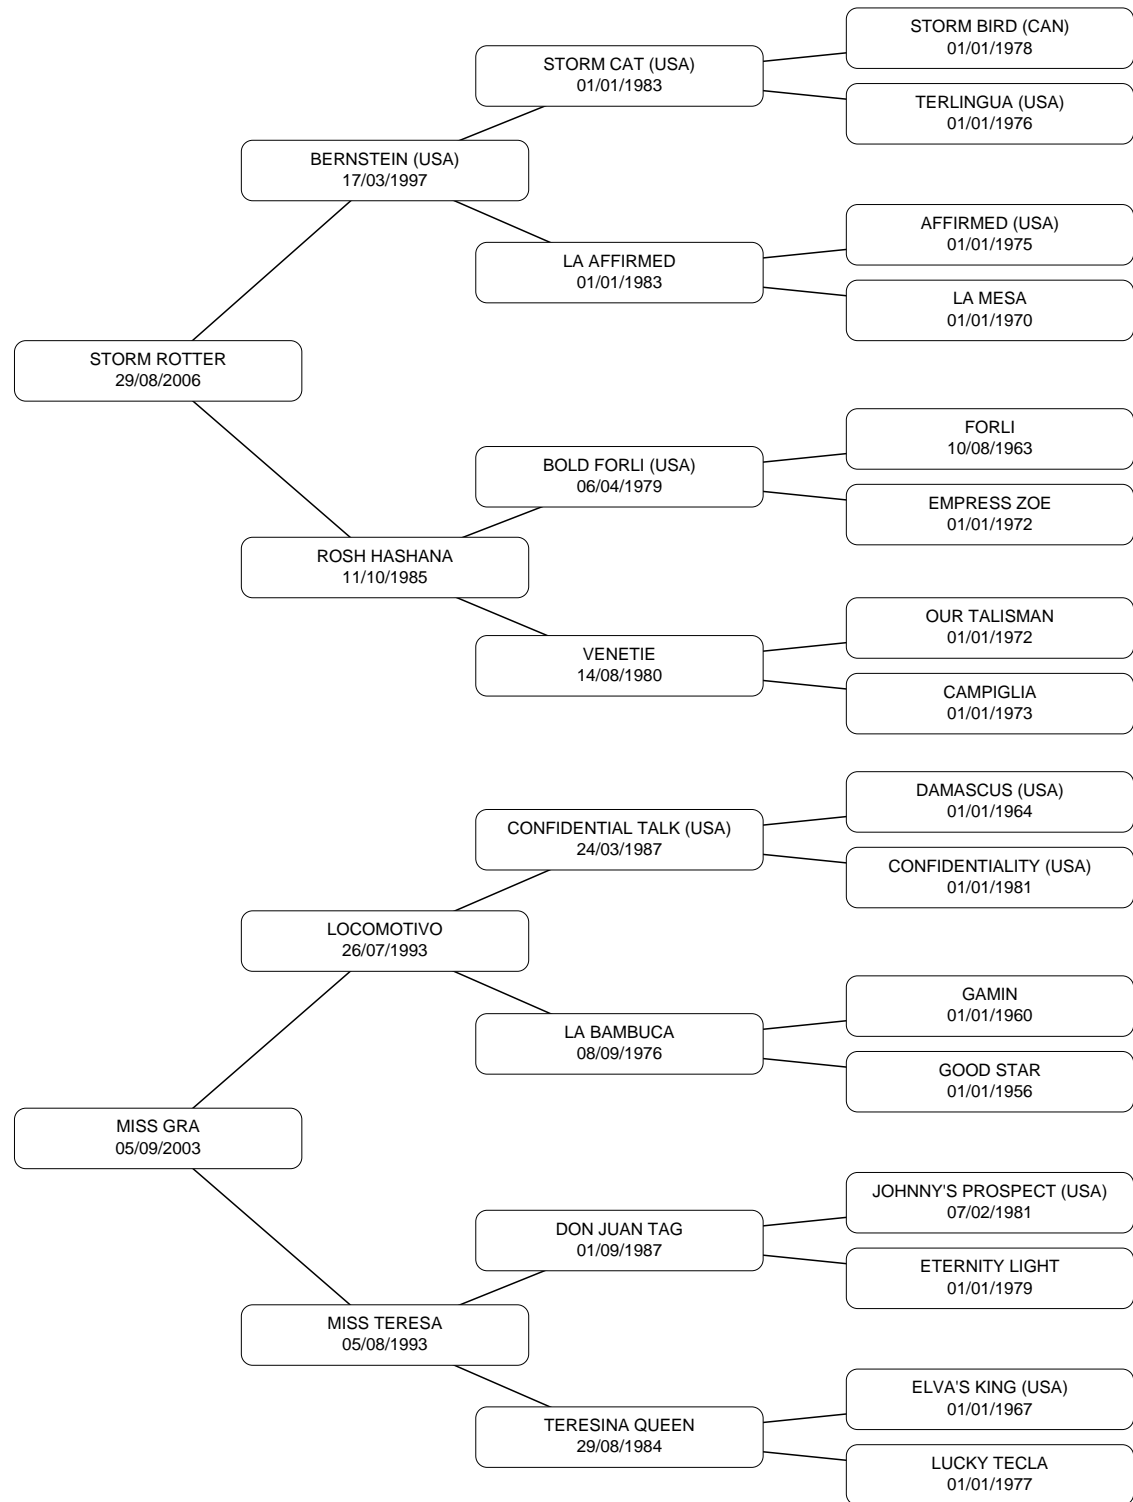 STORM BIRD (CAN)
01/01/1978
STORM CAT (USA)
01/01/1983
TERLINGUA (USA)
01/01/1976
BERNSTEIN (USA)
17/03/1997
AFFIRMED (USA)
01/01/1975
LA AFFIRMED
01/01/1983
LA MESA
01/01/1970
STORM ROTTER
29/08/2006
FORLI
10/08/1963
BOLD FORLI (USA)
06/04/1979
EMPRESS ZOE
01/01/1972
ROSH HASHANA
11/10/1985
OUR TALISMAN
01/01/1972
VENETIE
14/08/1980
CAMPIGLIA
01/01/1973
DAMASCUS (USA)
01/01/1964
CONFIDENTIAL TALK (USA)
24/03/1987
CONFIDENTIALITY (USA)
01/01/1981
LOCOMOTIVO
26/07/1993
GAMIN
01/01/1960
LA BAMBUCA
08/09/1976
GOOD STAR
01/01/1956
MISS GRA
05/09/2003
JOHNNY'S PROSPECT (USA)
07/02/1981
DON JUAN TAG
01/09/1987
ETERNITY LIGHT
01/01/1979
MISS TERESA
05/08/1993
ELVA'S KING (USA)
01/01/1967
TERESINA QUEEN
29/08/1984
LUCKY TECLA
01/01/1977